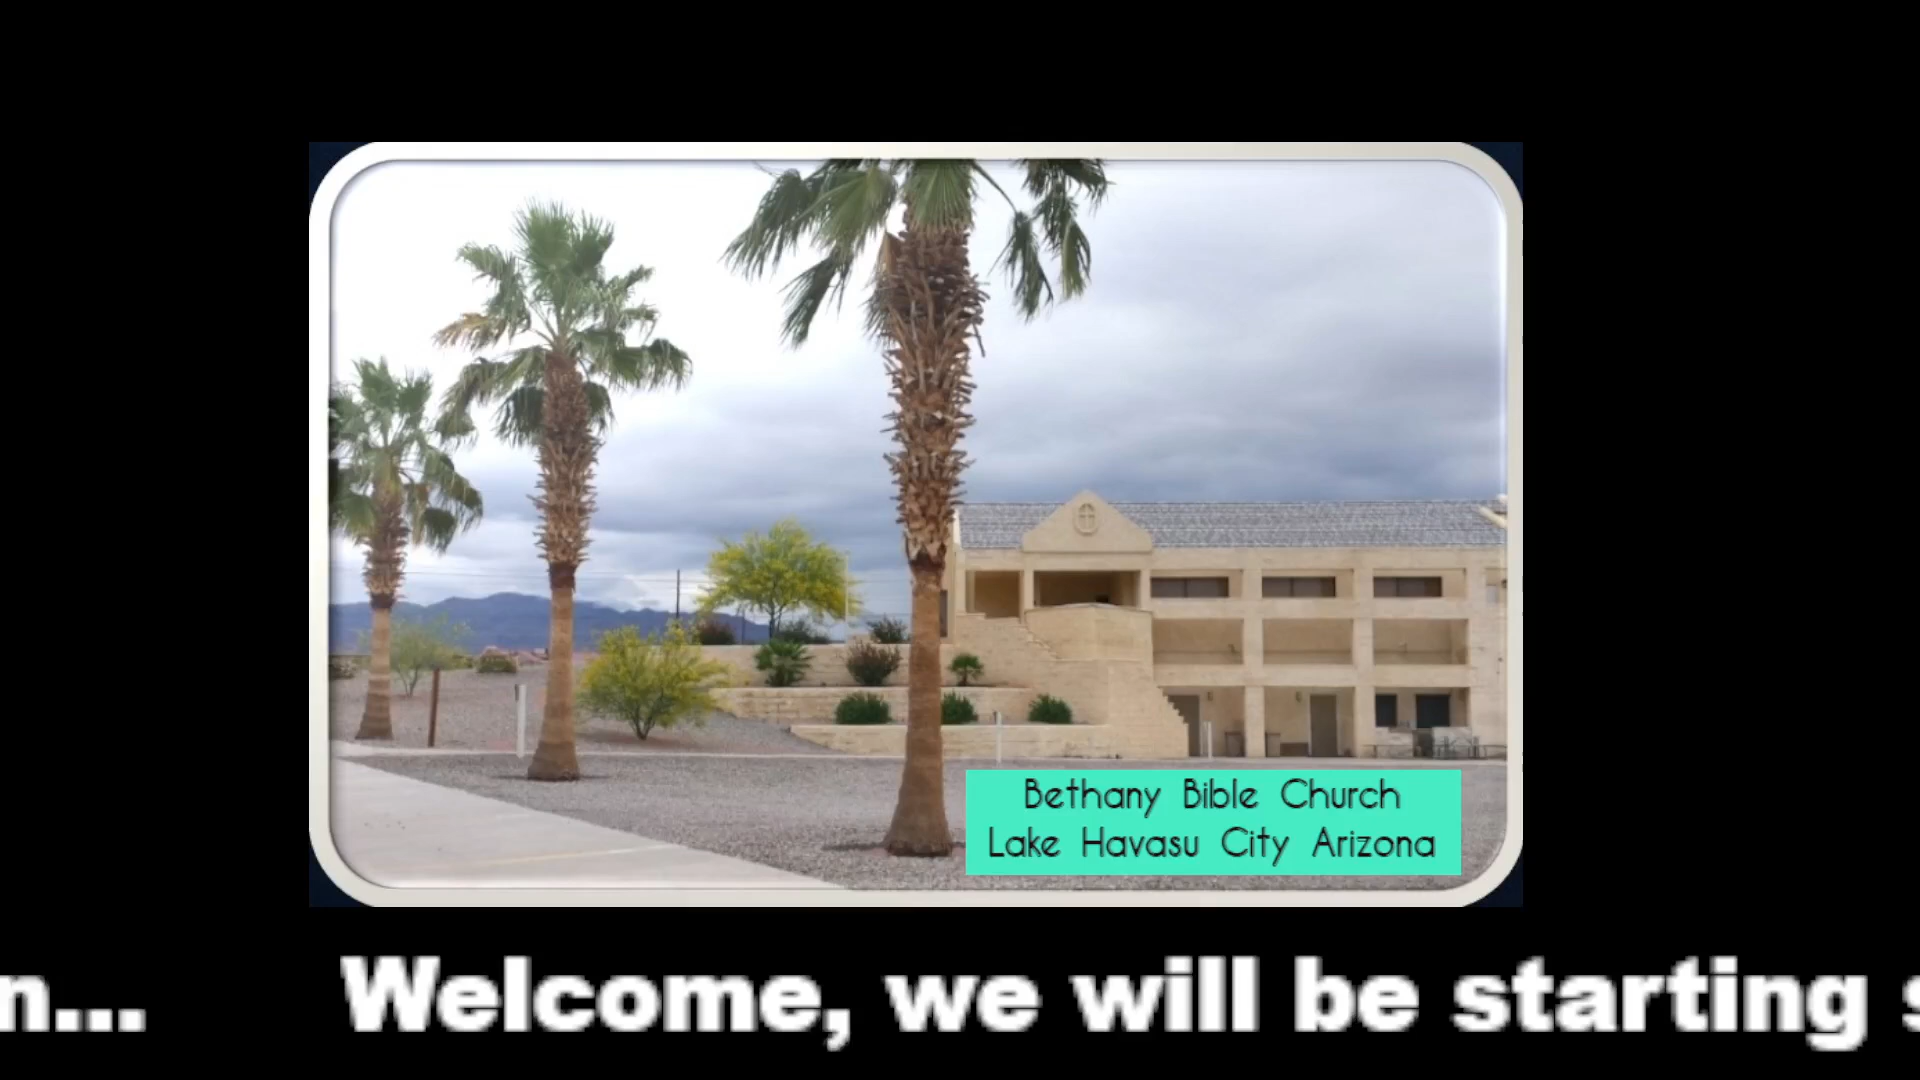 Bethany Bible Church
Lake Havasu City Arizona
n... Welcome, we will be starting s